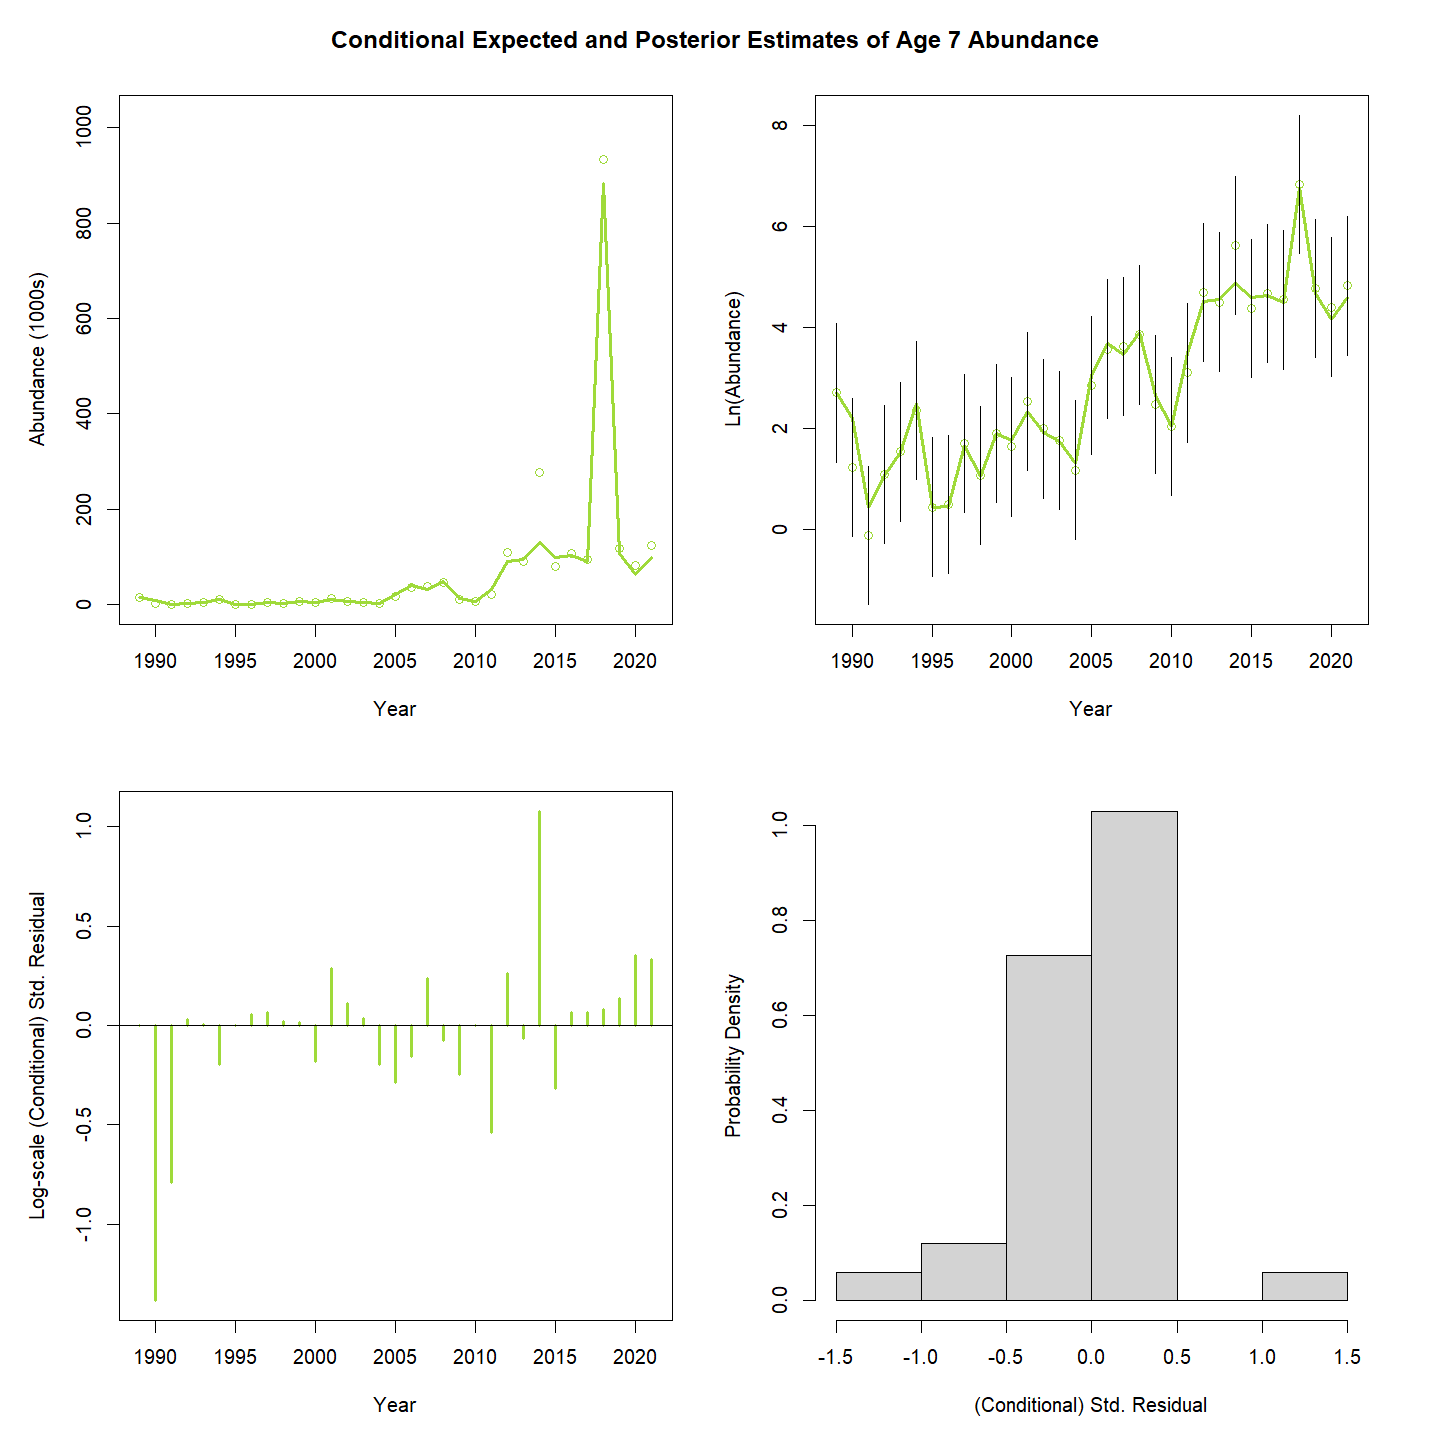 Conditional Expected and Posterior Estimates of Age 7 Abundance
Abundance (1000s)
0 200 400 600 800 1000
1990 1995 2000 2005 2010 2015 2020
Year
Ln(Abundance)
0 2 4 6 8
1990 1995 2000 2005 2010 2015 2020
Year
Log-scale (Conditional) Std. Residual
-1.0 -0.5 0.0 0.5 1.0
1990 1995 2000 2005 2010 2015 2020
Year
Probability Density
0.0 0.2 0.4 0.6 0.8 1.0
-1.5 -1.0 -0.5 0.0 0.5 1.0 1.5
(Conditional) Std. Residual